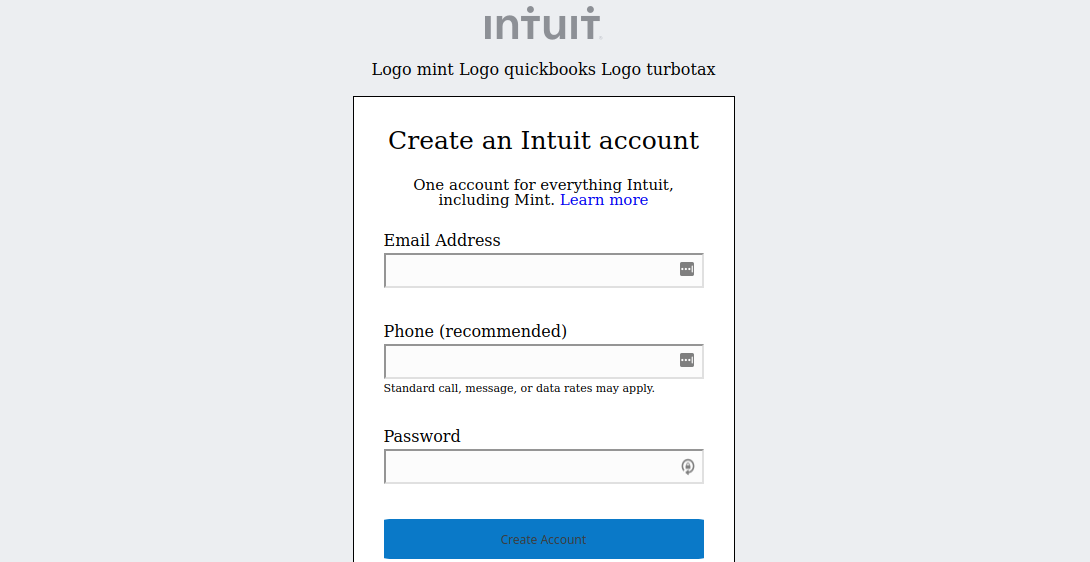 intuit
Logo mint Logo quickbooks Logo turbotax
Create an Intuit account
One account for everything Intuit,
including Mint. Learn more
Email Address
Phone (recommended)
Standard call, message, or data rates may apply.
Password
Create Account